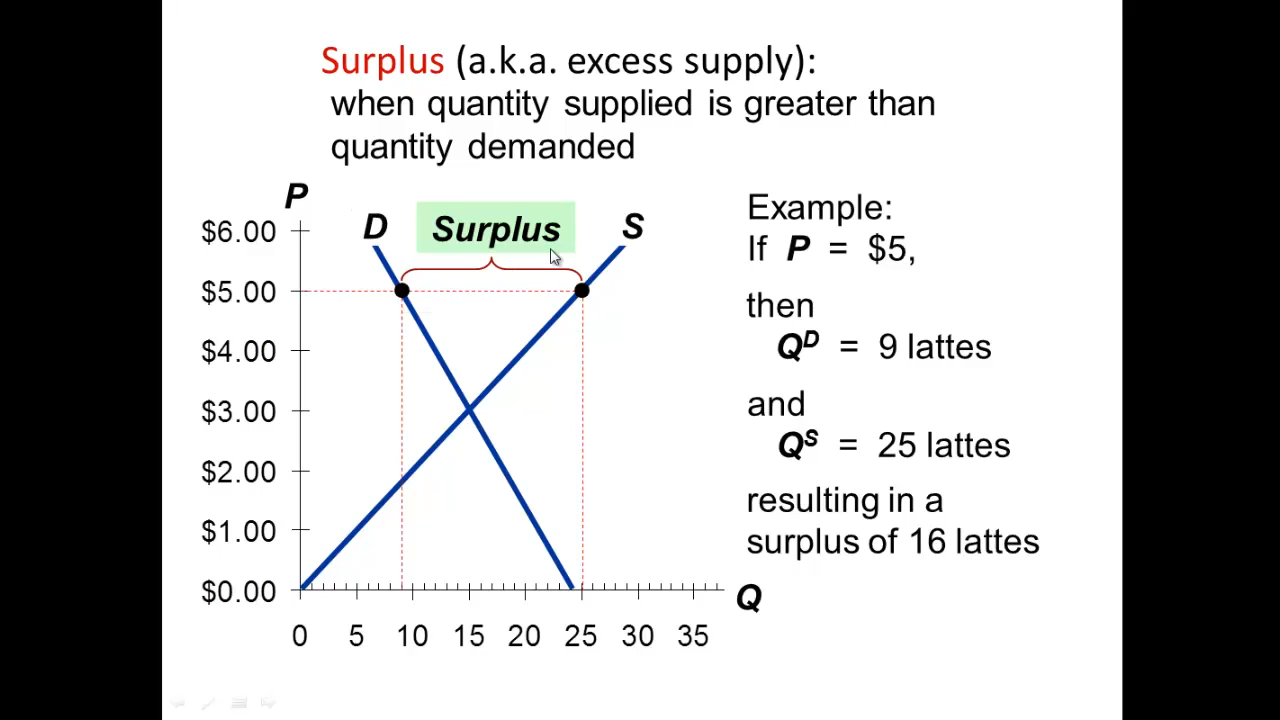 Surplus (a.k.a. excess supply):
when quantity supplied is greater than
quantity demanded
P
D
Surplus
S
$6.00
$5.00
$4.00
$3.00
$2.00
$1.00
$0.00
0 5 10 15 20 25 30 35
Q
Example:
If P = $5,
then
Q^D = 9 lattes
and
Q^S = 25 lattes
resulting in a
surplus of 16 lattes